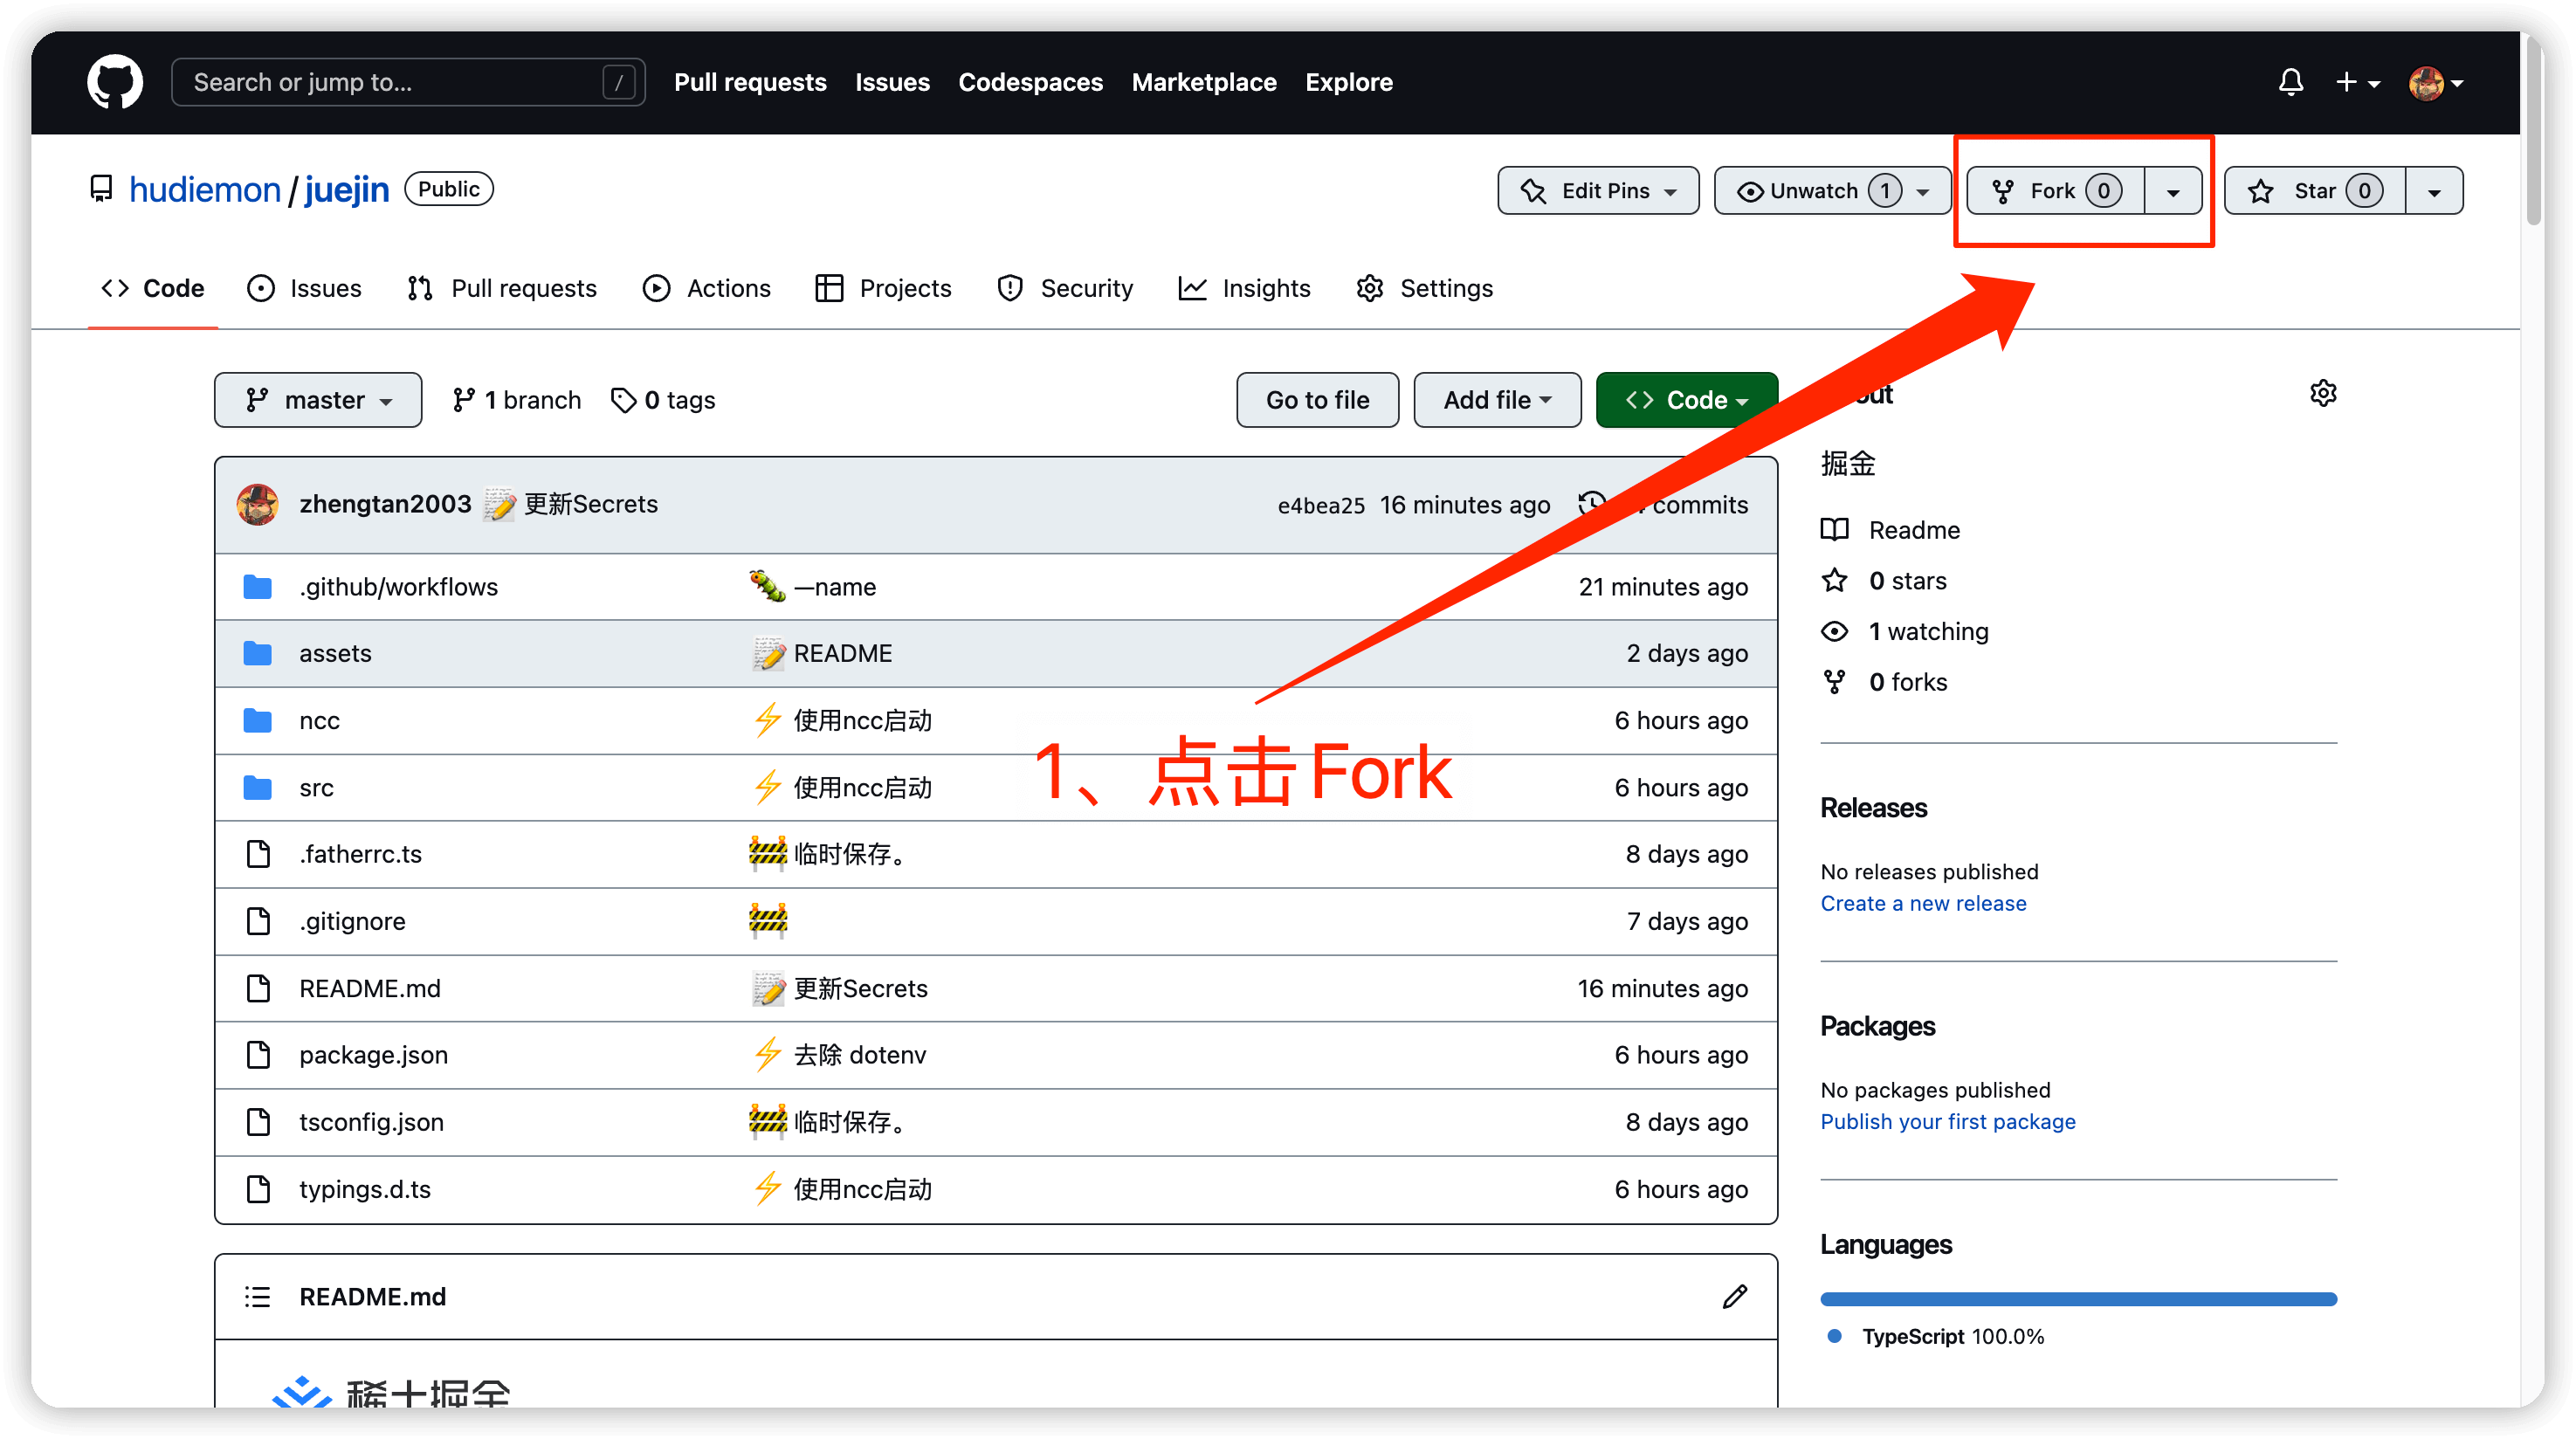 Search or jump to... /
Pull requests Issues Codespaces Marketplace Explore
hudiemon / juejin Public
Edit Pins Unwatch 1 Fork 0 Star 0
Code Issues Pull requests Actions Projects Security Insights Settings
master 1 branch 0 tags Go to file Add file Code
zhengtan2003 更新Secrets e4bea25 16 minutes ago commits
.github/workflows —name 21 minutes ago
assets README 2 days ago
ncc 使用ncc启动 6 hours ago
src 使用ncc启动 6 hours ago
.fatherrc.ts 临时保存。 8 days ago
.gitignore 7 days ago
README.md 更新Secrets 16 minutes ago
package.json 去除 dotenv 6 hours ago
tsconfig.json 临时保存。 8 days ago
typings.d.ts 使用ncc启动 6 hours ago
1、点击Fork
README.md
稀土掘金
掘金
Readme
0 stars
1 watching
0 forks
Releases
No releases published
Create a new release
Packages
No packages published
Publish your first package
Languages
TypeScript 100.0%